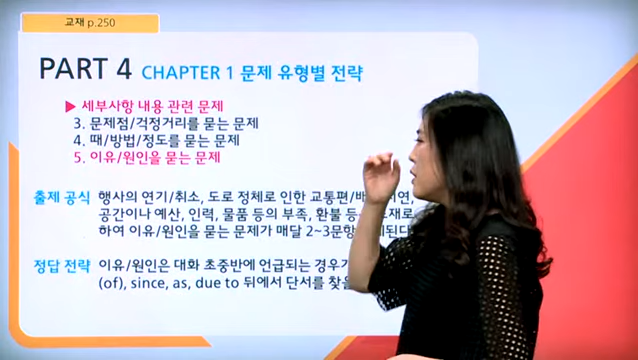 교재 p.250
PART 4 CHAPTER 1 문제 유형별 전략
▶ 세부사항 내용 관련 문제
3. 문제점/걱정거리를 묻는 문제
4. 때/방법/정도를 묻는 문제
5. 이유/원인을 묻는 문제
출제 공식 행사의 연기/취소, 도로 정체로 인한 교통편/배
공간이나 예산, 인력, 물품 등의 부족, 환불 등
하여 이유/원인을 묻는 문제가 매달 2~3문항
정답 전략 이유/원인은 대화 초중반에 언급되는 경우가
(of), since, as, due to 뒤에서 단서를 찾을